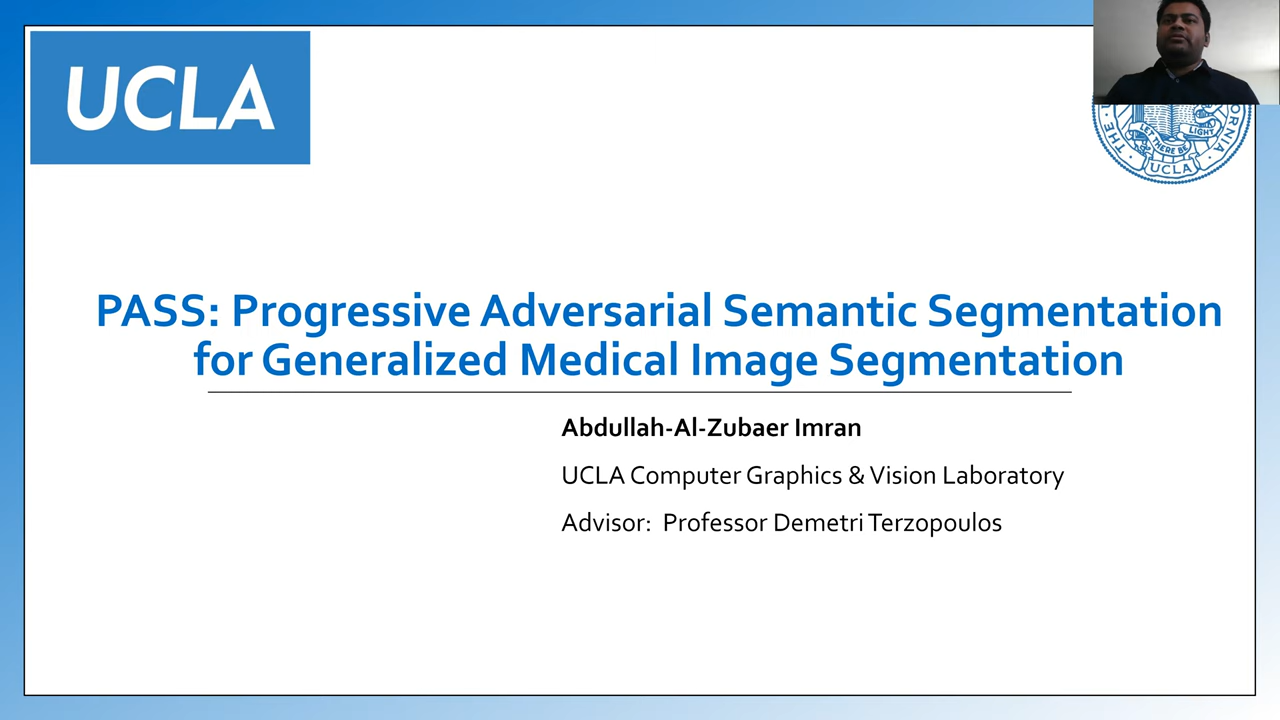 UCLA
LET THERE BE
LIGHT
THE
UCLA
PASS: Progressive Adversarial Semantic Segmentation
for Generalized Medical Image Segmentation
Abdullah-Al-Zubaer Imran
UCLA Computer Graphics & Vision Laboratory
Advisor: Professor Demetri Terzopoulos